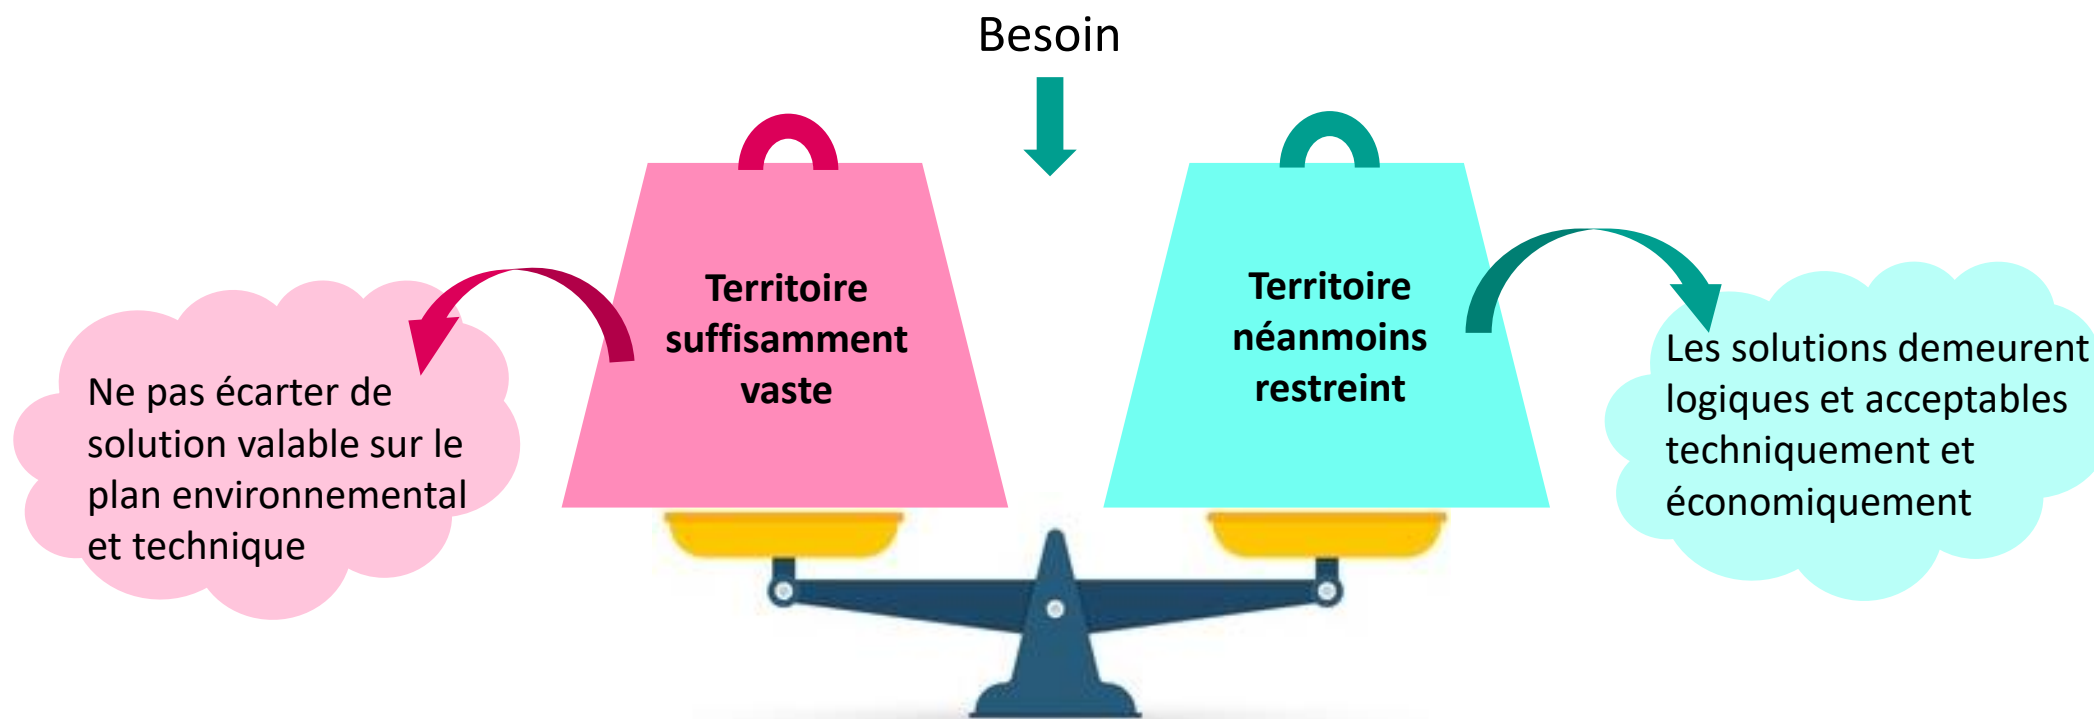 Besoin
Territoire
suffisamment
vaste
Territoire
néanmoins
restreint
Ne pas écarter de
solution valable sur le
plan environnemental
et technique
Les solutions demeurent
logiques et acceptables
techniquement et
économiquement